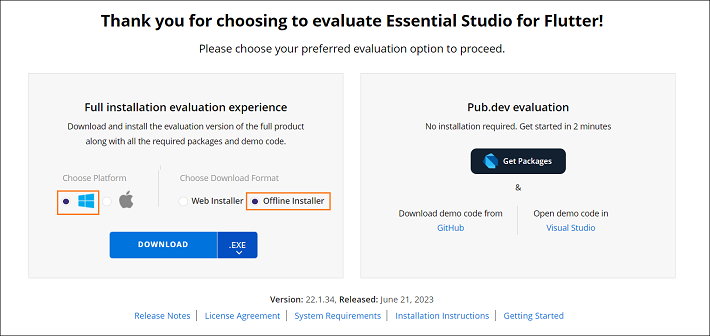 Thank you for choosing to evaluate Essential Studio for Flutter!
Please choose your preferred evaluation option to proceed.
Full installation evaluation experience
Download and install the evaluation version of the full product
along with all the required packages and demo code.
Choose Platform
Choose Download Format
Web Installer
Offline Installer
DOWNLOAD
.EXE
Pub.dev evaluation
No installation required. Get started in 2 minutes
Get Packages
&
Download demo code from
GitHub
Open demo code in
Visual Studio
Version: 22.1.34, Released: June 21, 2023
Release Notes | License Agreement | System Requirements | Installation Instructions | Getting Started